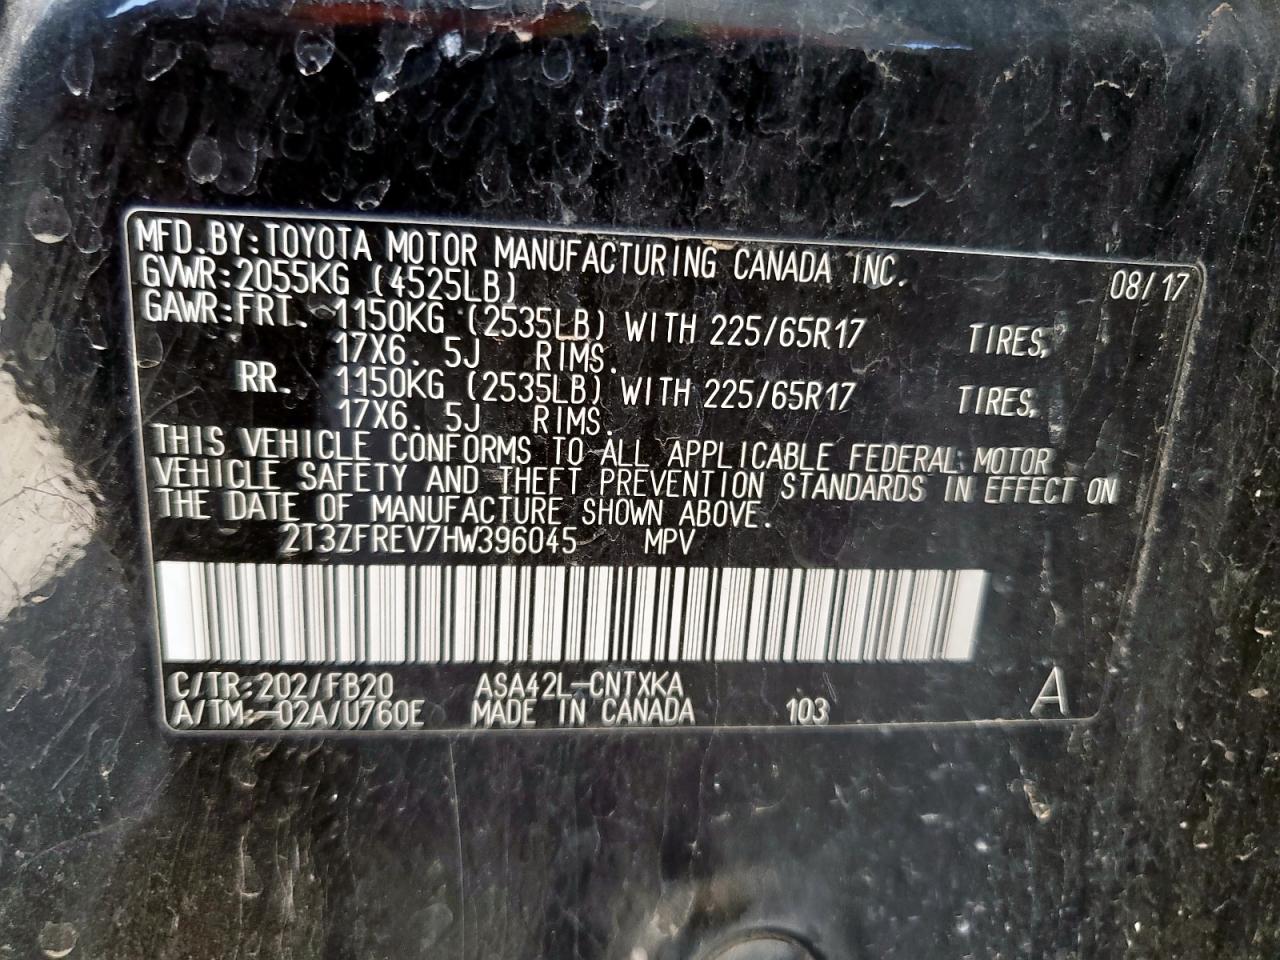 MFD.BY:TOYOTA MOTOR MANUFACTURING CANADA INC. 08/17
GVWR:2055KG (4525LB)
GAWR:FRT. 1150KG (2535LB) WITH 225/65R17 TIRES,
17X6. 5J RIMS.
RR. 1150KG (2535LB) WITH 225/65R17 TIRES,
17X6. 5J RIMS.
THIS VEHICLE CONFORMS TO ALL APPLICABLE FEDERAL MOTOR
VEHICLE SAFETY AND THEFT PREVENTION STANDARDS IN EFFECT ON
THE DATE OF MANUFACTURE SHOWN ABOVE.
2T3ZFREV7HW396045 MPV
C/TR:202/FB20 ASA42L-CNTXKA
A/TM:-02A/U760E MADE IN CANADA 103 A